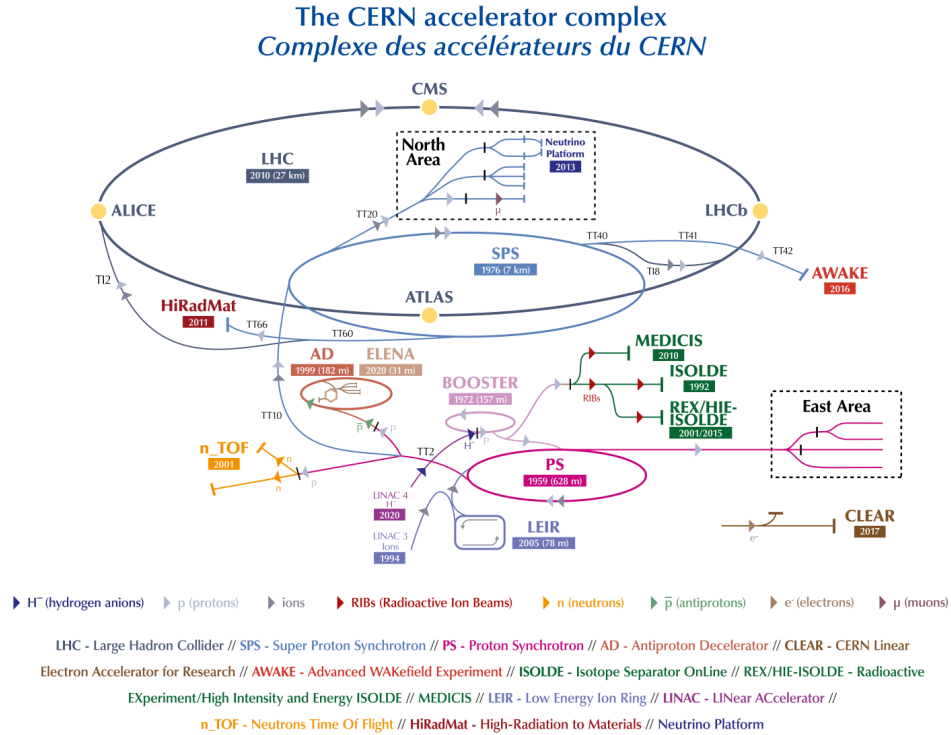 The CERN accelerator complex
Complexe des accélérateurs du CERN
CMS
LHC
2010 (27 km)
North
Area
Neutrino
Platform
2013
μ
ALICE
LHCb
TT20
TT40
TT41
TT42
SPS
1976 (7 km)
TI2
TI8
AWAKE
2016
ATLAS
HiRadMat
2011
TT66
TT60
AD
1999 (182 m)
ELENA
2020 (31 m)
MEDICIS
2010
ISOLDE
1992
RIBs
REX/HIE-
ISOLDE
2001/2015
BOOSTER
1972 (157 m)
East Area
TT10
p̅
p
H⁻
p
n_TOF
2001
n
n
p
TT2
PS
1959 (628 m)
LINAC 4
H⁻
2020
LINAC 3
Ions
1994
LEIR
2005 (78 m)
CLEAR
2017
e⁻
H⁻ (hydrogen anions)
p (protons)
ions
RIBs (Radioactive Ion Beams)
n (neutrons)
p̅ (antiprotons)
e⁻ (electrons)
μ (muons)
LHC - Large Hadron Collider // SPS - Super Proton Synchrotron // PS - Proton Synchrotron // AD - Antiproton Decelerator // CLEAR - CERN Linear
Electron Accelerator for Research // AWAKE - Advanced WAKefield Experiment // ISOLDE - Isotope Separator OnLine // REX/HIE-ISOLDE - Radioactive
EXperiment/High Intensity and Energy ISOLDE // MEDICIS // LEIR - Low Energy Ion Ring // LINAC - LINear ACcelerator //
n_TOF - Neutrons Time Of Flight // HiRadMat - High-Radiation to Materials // Neutrino Platform